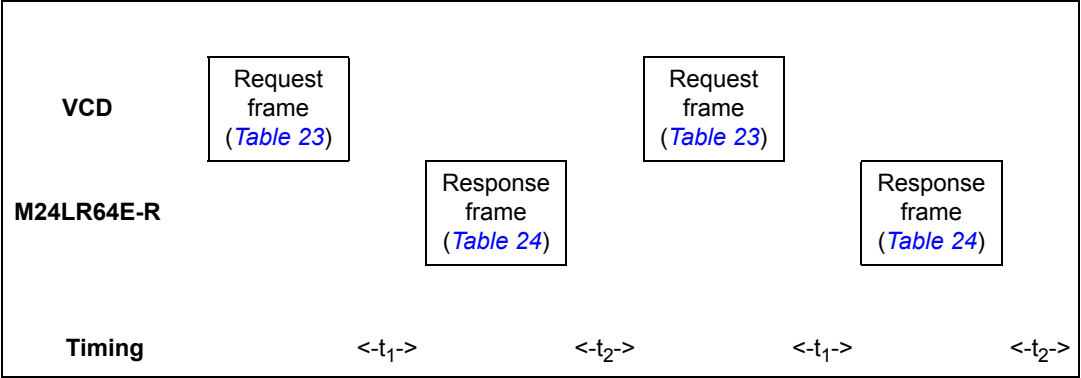 VCD
Request
frame
(Table 23)
Request
frame
(Table 23)
M24LR64E-R
Response
frame
(Table 24)
Response
frame
(Table 24)
Timing <-t1-> <-t2-> <-t1-> <-t2->